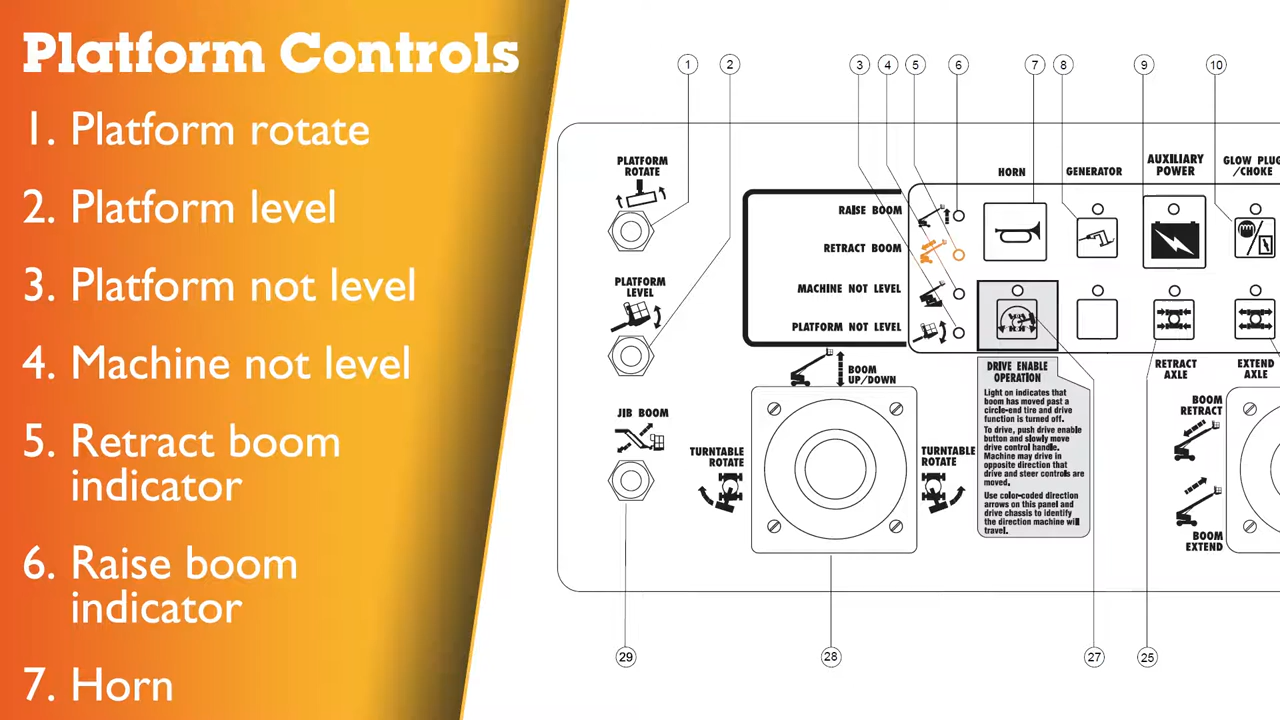 Platform Controls
1. Platform rotate
2. Platform level
3. Platform not level
4. Machine not level
5. Retract boom
indicator
6. Raise boom
indicator
7. Horn
1
2
3
4
5
6
7
8
9
10
PLATFORM
ROTATE
PLATFORM
LEVEL
JIB BOOM
RAISE BOOM
RETRACT BOOM
MACHINE NOT LEVEL
PLATFORM NOT LEVEL
HORN
GENERATOR
AUXILIARY
POWER
GLOW PLUG
/CHOKE
BOOM
UP/DOWN
TURNTABLE
ROTATE
TURNTABLE
ROTATE
DRIVE ENABLE
OPERATION
Light on indicates that
boom has moved past a
circle-end tire and drive
function is turned off.
To drive, push drive enable
button and slowly move
drive control handle.
Machine may drive in
opposite direction that
drive and steer controls are
moved.
Use color-coded direction
arrows on this panel and
drive chassis to identify
the direction machine will
travel.
RETRACT
AXLE
EXTEND
AXLE
BOOM
RETRACT
BOOM
EXTEND
29
28
27
25